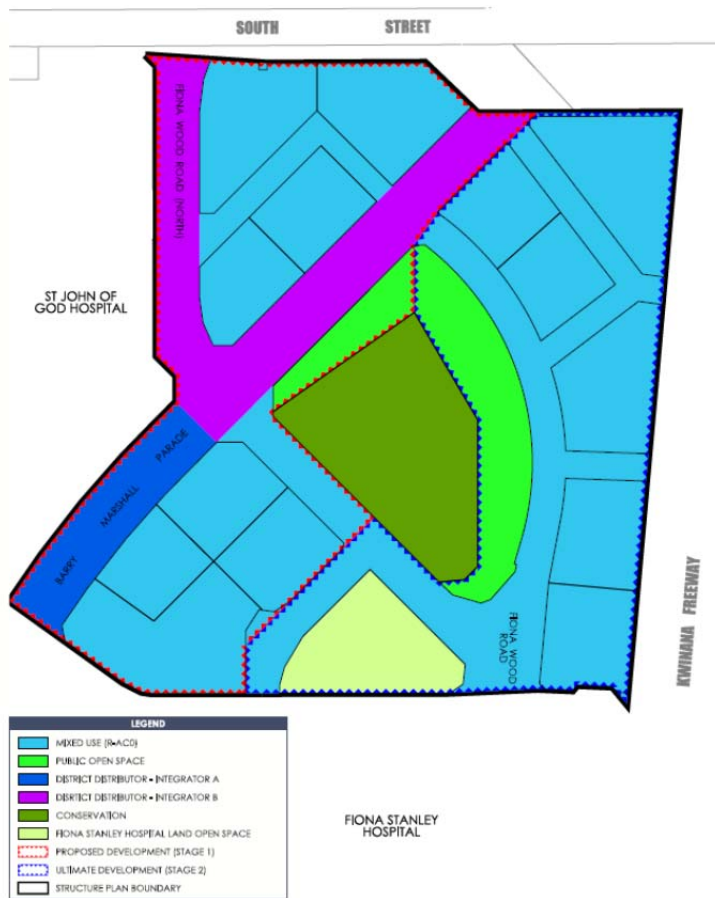 SOUTH STREET
FIONA WOOD ROAD (NORTH)
ST JOHN OF
GOD HOSPITAL
BARRY MARSHALL PARADE
FIONA WOOD
ROAD
KWINANA FREEWAY
FIONA STANLEY
HOSPITAL
LEGEND
MIXED USE (R-AC0)
PUBLIC OPEN SPACE
DISTRICT DISTRIBUTOR - INTEGRATOR A
DISRTICT DISTRIBUTOR - INTEGRATOR B
CONSERVATION
FIONA STANLEY HOSPITAL LAND OPEN SPACE
PROPOSED DEVELOPMENT (STAGE 1)
ULTIMATE DEVELOPMENT (STAGE 2)
STRUCTURE PLAN BOUNDARY